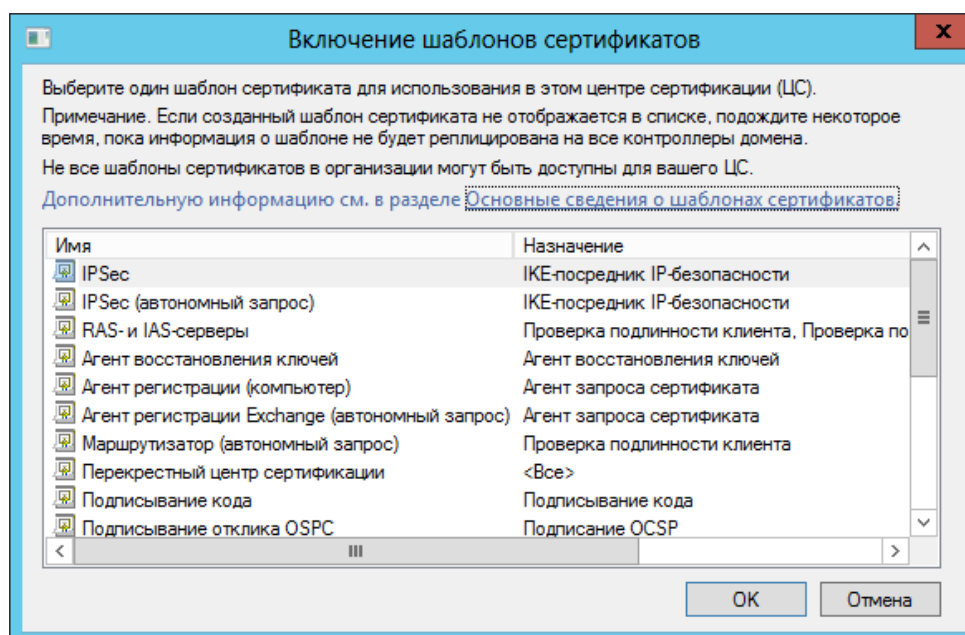 Включение шаблонов сертификатов
x
Выберите один шаблон сертификата для использования в этом центре сертификации (ЦС).
Примечание. Если созданный шаблон сертификата не отображается в списке, подождите некоторое
время, пока информация о шаблоне не будет реплицирована на все контроллеры домена.
Не все шаблоны сертификатов в организации могут быть доступны для вашего ЦС.
Дополнительную информацию см. в разделе Основные сведения о шаблонах сертификатов.
Имя Назначение
IPSec IKE-посредник IP-безопасности
IPSec (автономный запрос) IKE-посредник IP-безопасности
RAS- и IAS-серверы Проверка подлинности клиента, Проверка по
Агент восстановления ключей Агент восстановления ключей
Агент регистрации (компьютер) Агент запроса сертификата
Агент регистрации Exchange (автономный запрос) Агент запроса сертификата
Маршрутизатор (автономный запрос) Проверка подлинности клиента
Перекрестный центр сертификации <Все>
Подписывание кода Подписывание кода
Подписывание отклика OSPC Подписание OCSP
OK Отмена